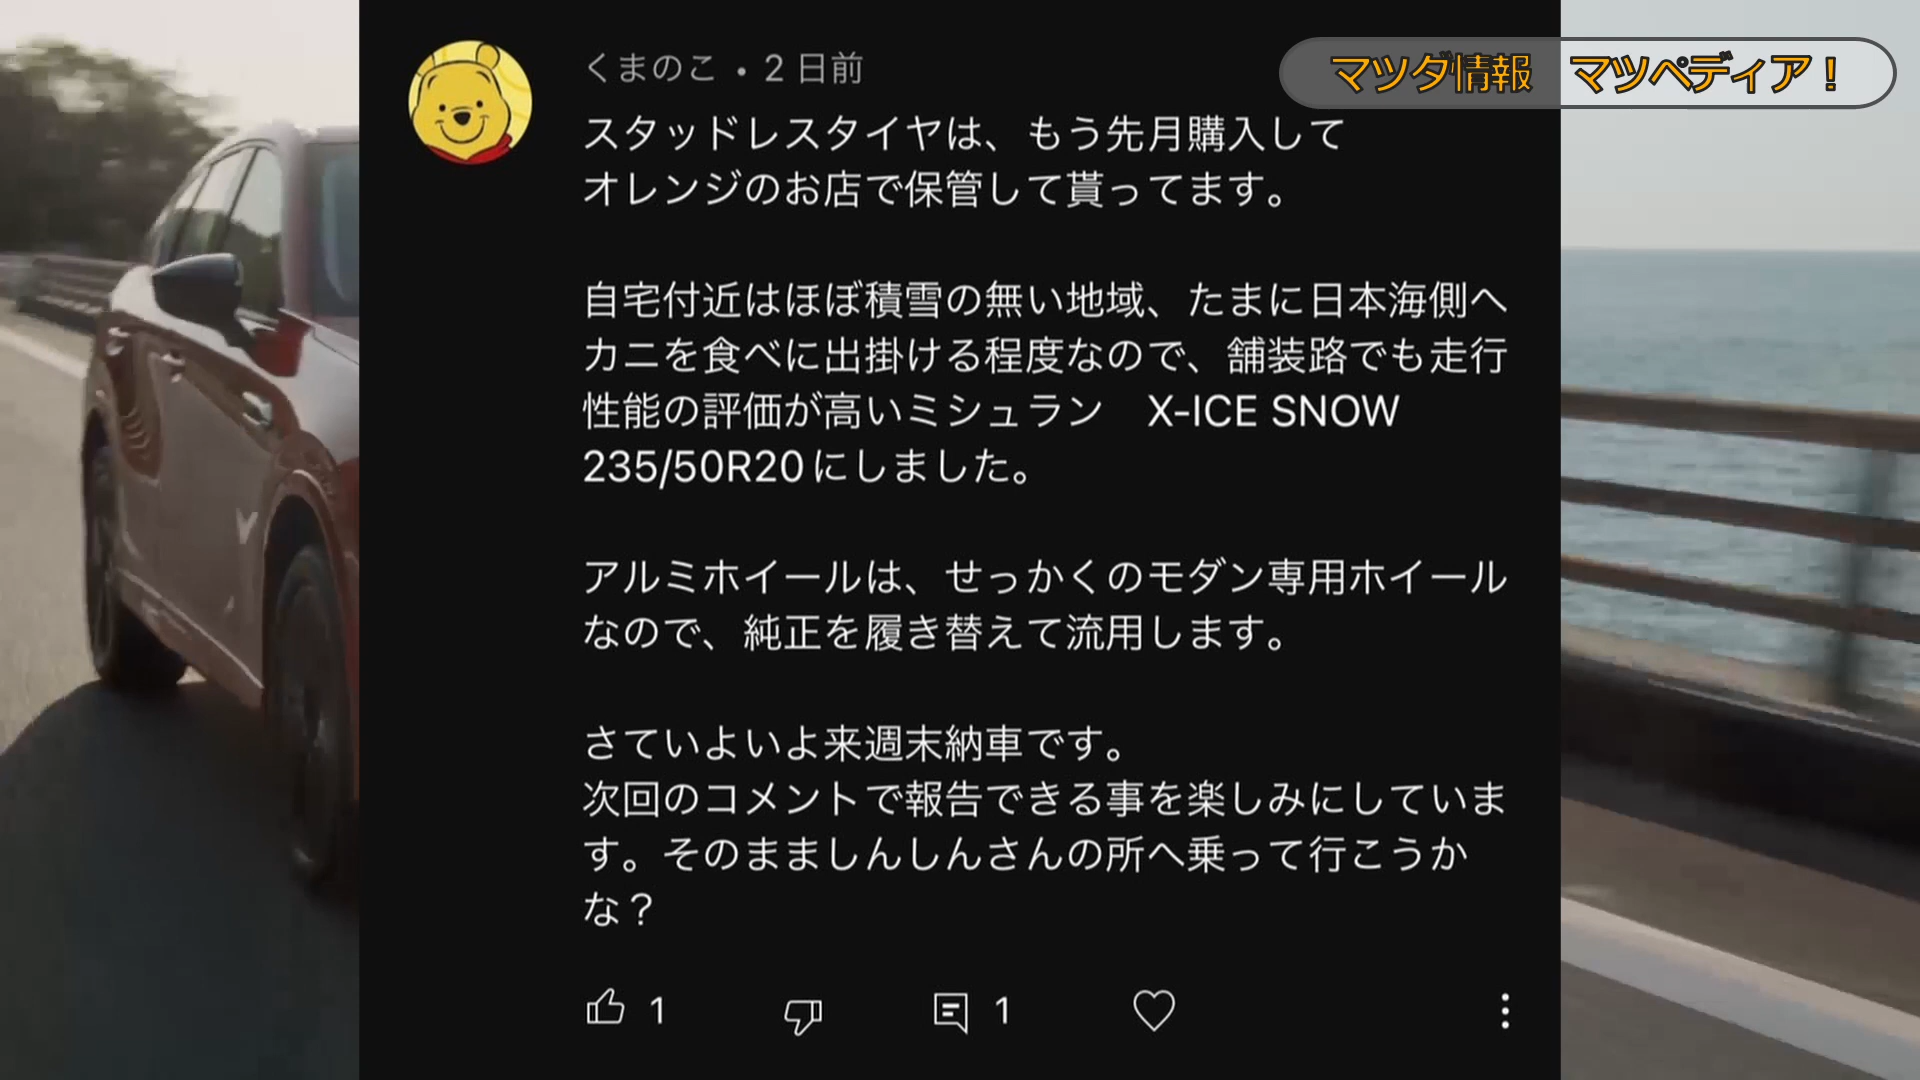 くまのこ・2 日前
マツダ情報　マツペディア！
スタッドレスタイヤは、もう先月購入して
オレンジのお店で保管して貰ってます。
自宅付近はほぼ積雪の無い地域、たまに日本海側へ
カニを食べに出掛ける程度なので、舗装路でも走行
性能の評価が高いミシュラン　X-ICE SNOW
235/50R20にしました。
アルミホイールは、せっかくのモダン専用ホイール
なので、純正を履き替えて流用します。
さていよいよ来週末納車です。
次回のコメントで報告できる事を楽しみにしていま
す。そのまましんしんさんの所へ乗って行こうか
な？
1
1